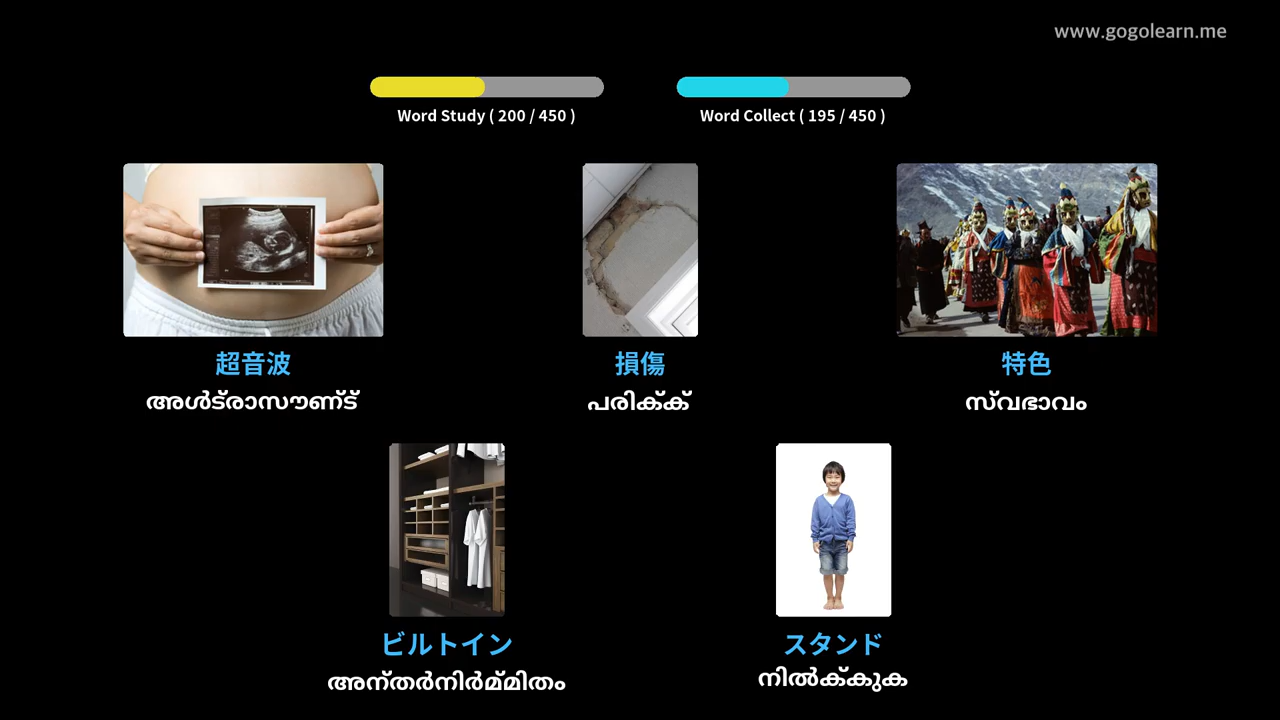 www.gogolearn.me
Word Study ( 200 / 450 )
Word Collect ( 195 / 450 )
超音波
അൾട്രാസൗണ്ട്
損傷
പരിക്ക്
特色
സ്വഭാവം
ビルトイン
അന്തർനിർമ്മിതം
スタンド
നിൽക്കുക